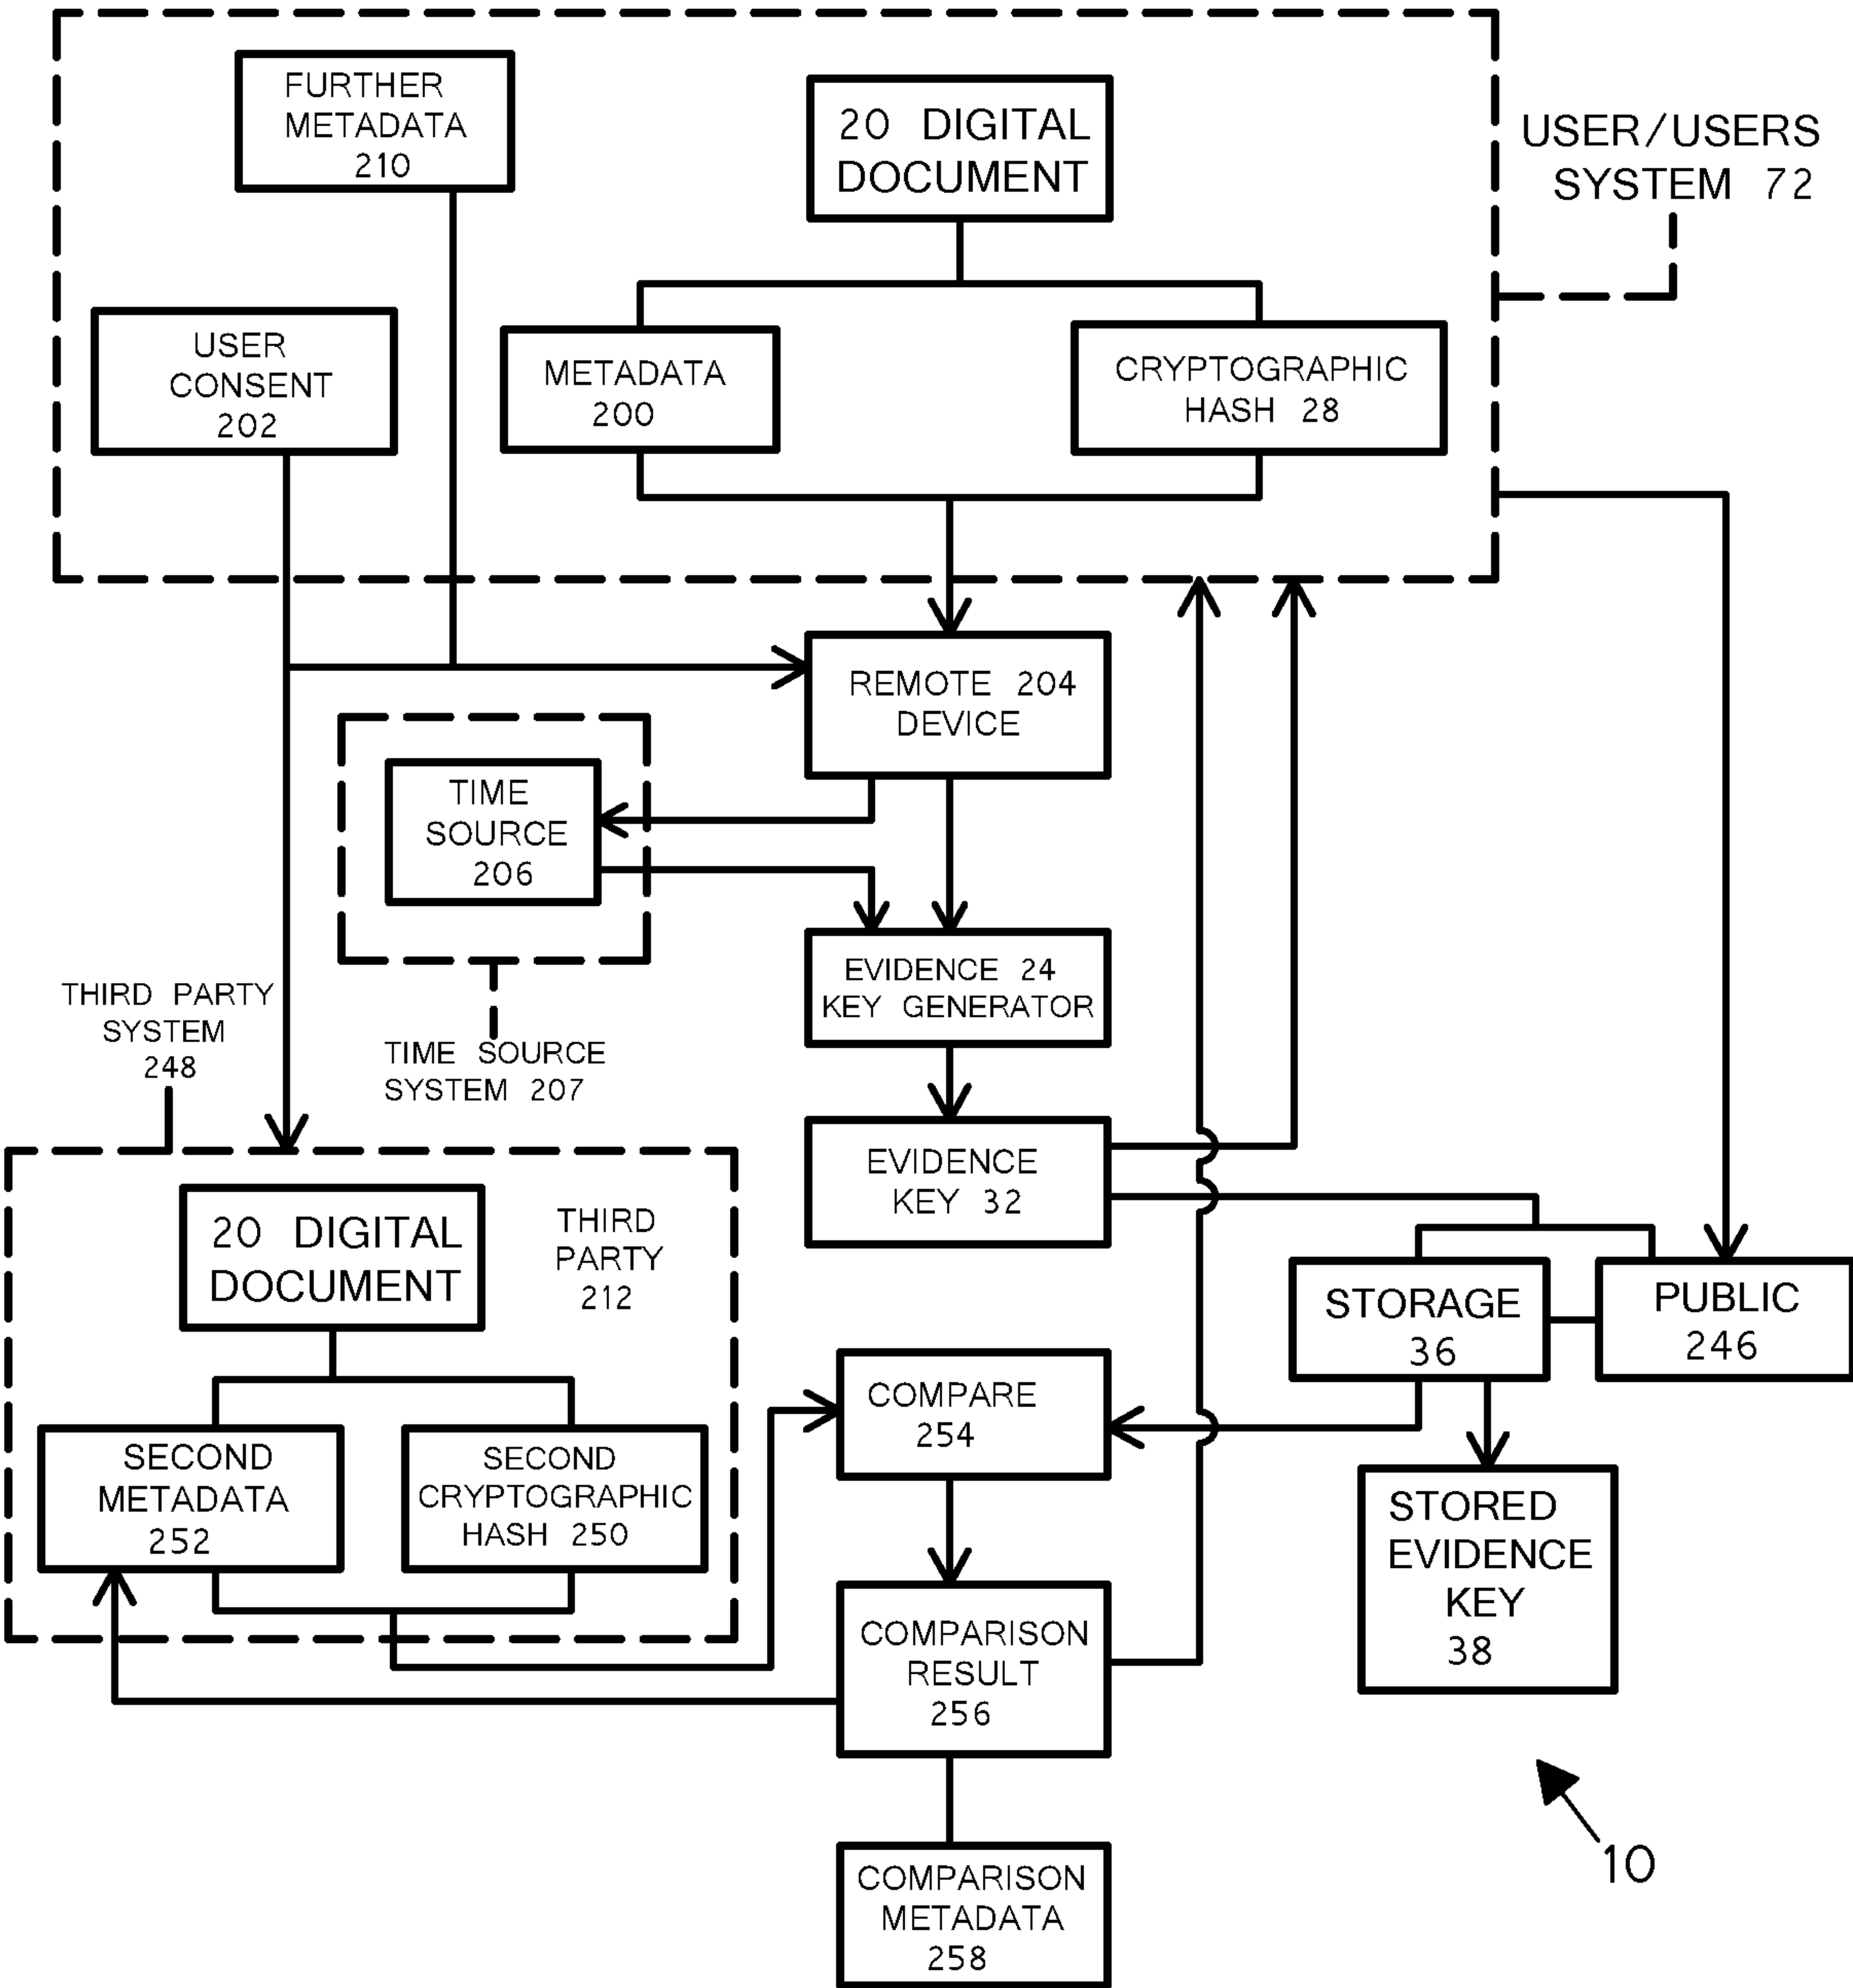 FURTHER
METADATA
210
20 DIGITAL
DOCUMENT
USER/USERS
SYSTEM 72
USER
CONSENT
202
METADATA
200
CRYPTOGRAPHIC
HASH 28
REMOTE 204
DEVICE
TIME
SOURCE
206
EVIDENCE 24
KEY GENERATOR
THIRD PARTY
SYSTEM
248
TIME SOURCE
SYSTEM 207
EVIDENCE
KEY 32
20 DIGITAL
DOCUMENT
THIRD
PARTY
212
STORAGE
36
PUBLIC
246
COMPARE
254
SECOND
METADATA
252
SECOND
CRYPTOGRAPHIC
HASH 250
STORED
EVIDENCE
KEY
38
COMPARISON
RESULT
256
10
COMPARISON
METADATA
258